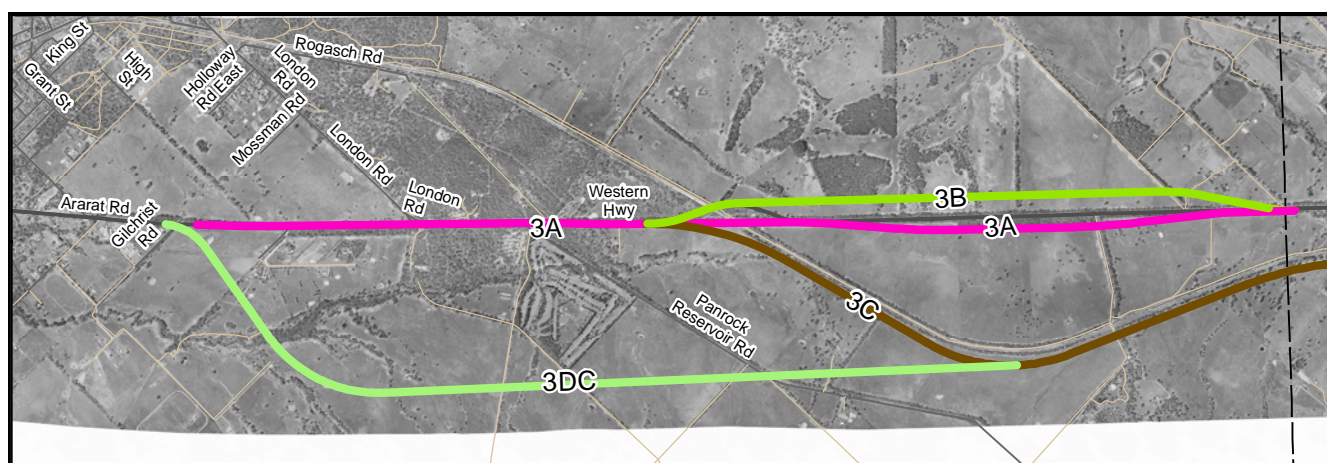 King St
Grant St
High
St
Holloway
Rd East
London
Rd
Rogasch Rd
Mossman Rd
London Rd
London
Rd
Ararat Rd
Gilchrist
Rd
Western
Hwy
3A
3B
3A
3C
Panrock
Reservoir Rd
3DC